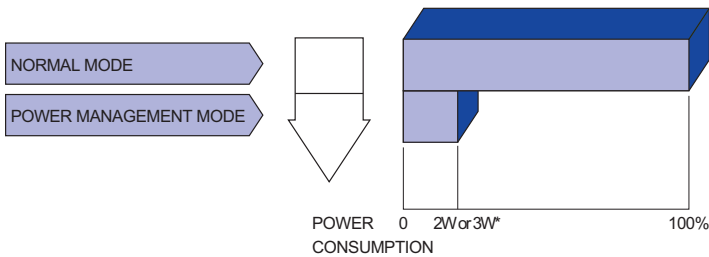 NORMAL MODE
POWER MANAGEMENT MODE
POWER 0 2W or 3W* 100%
CONSUMPTION